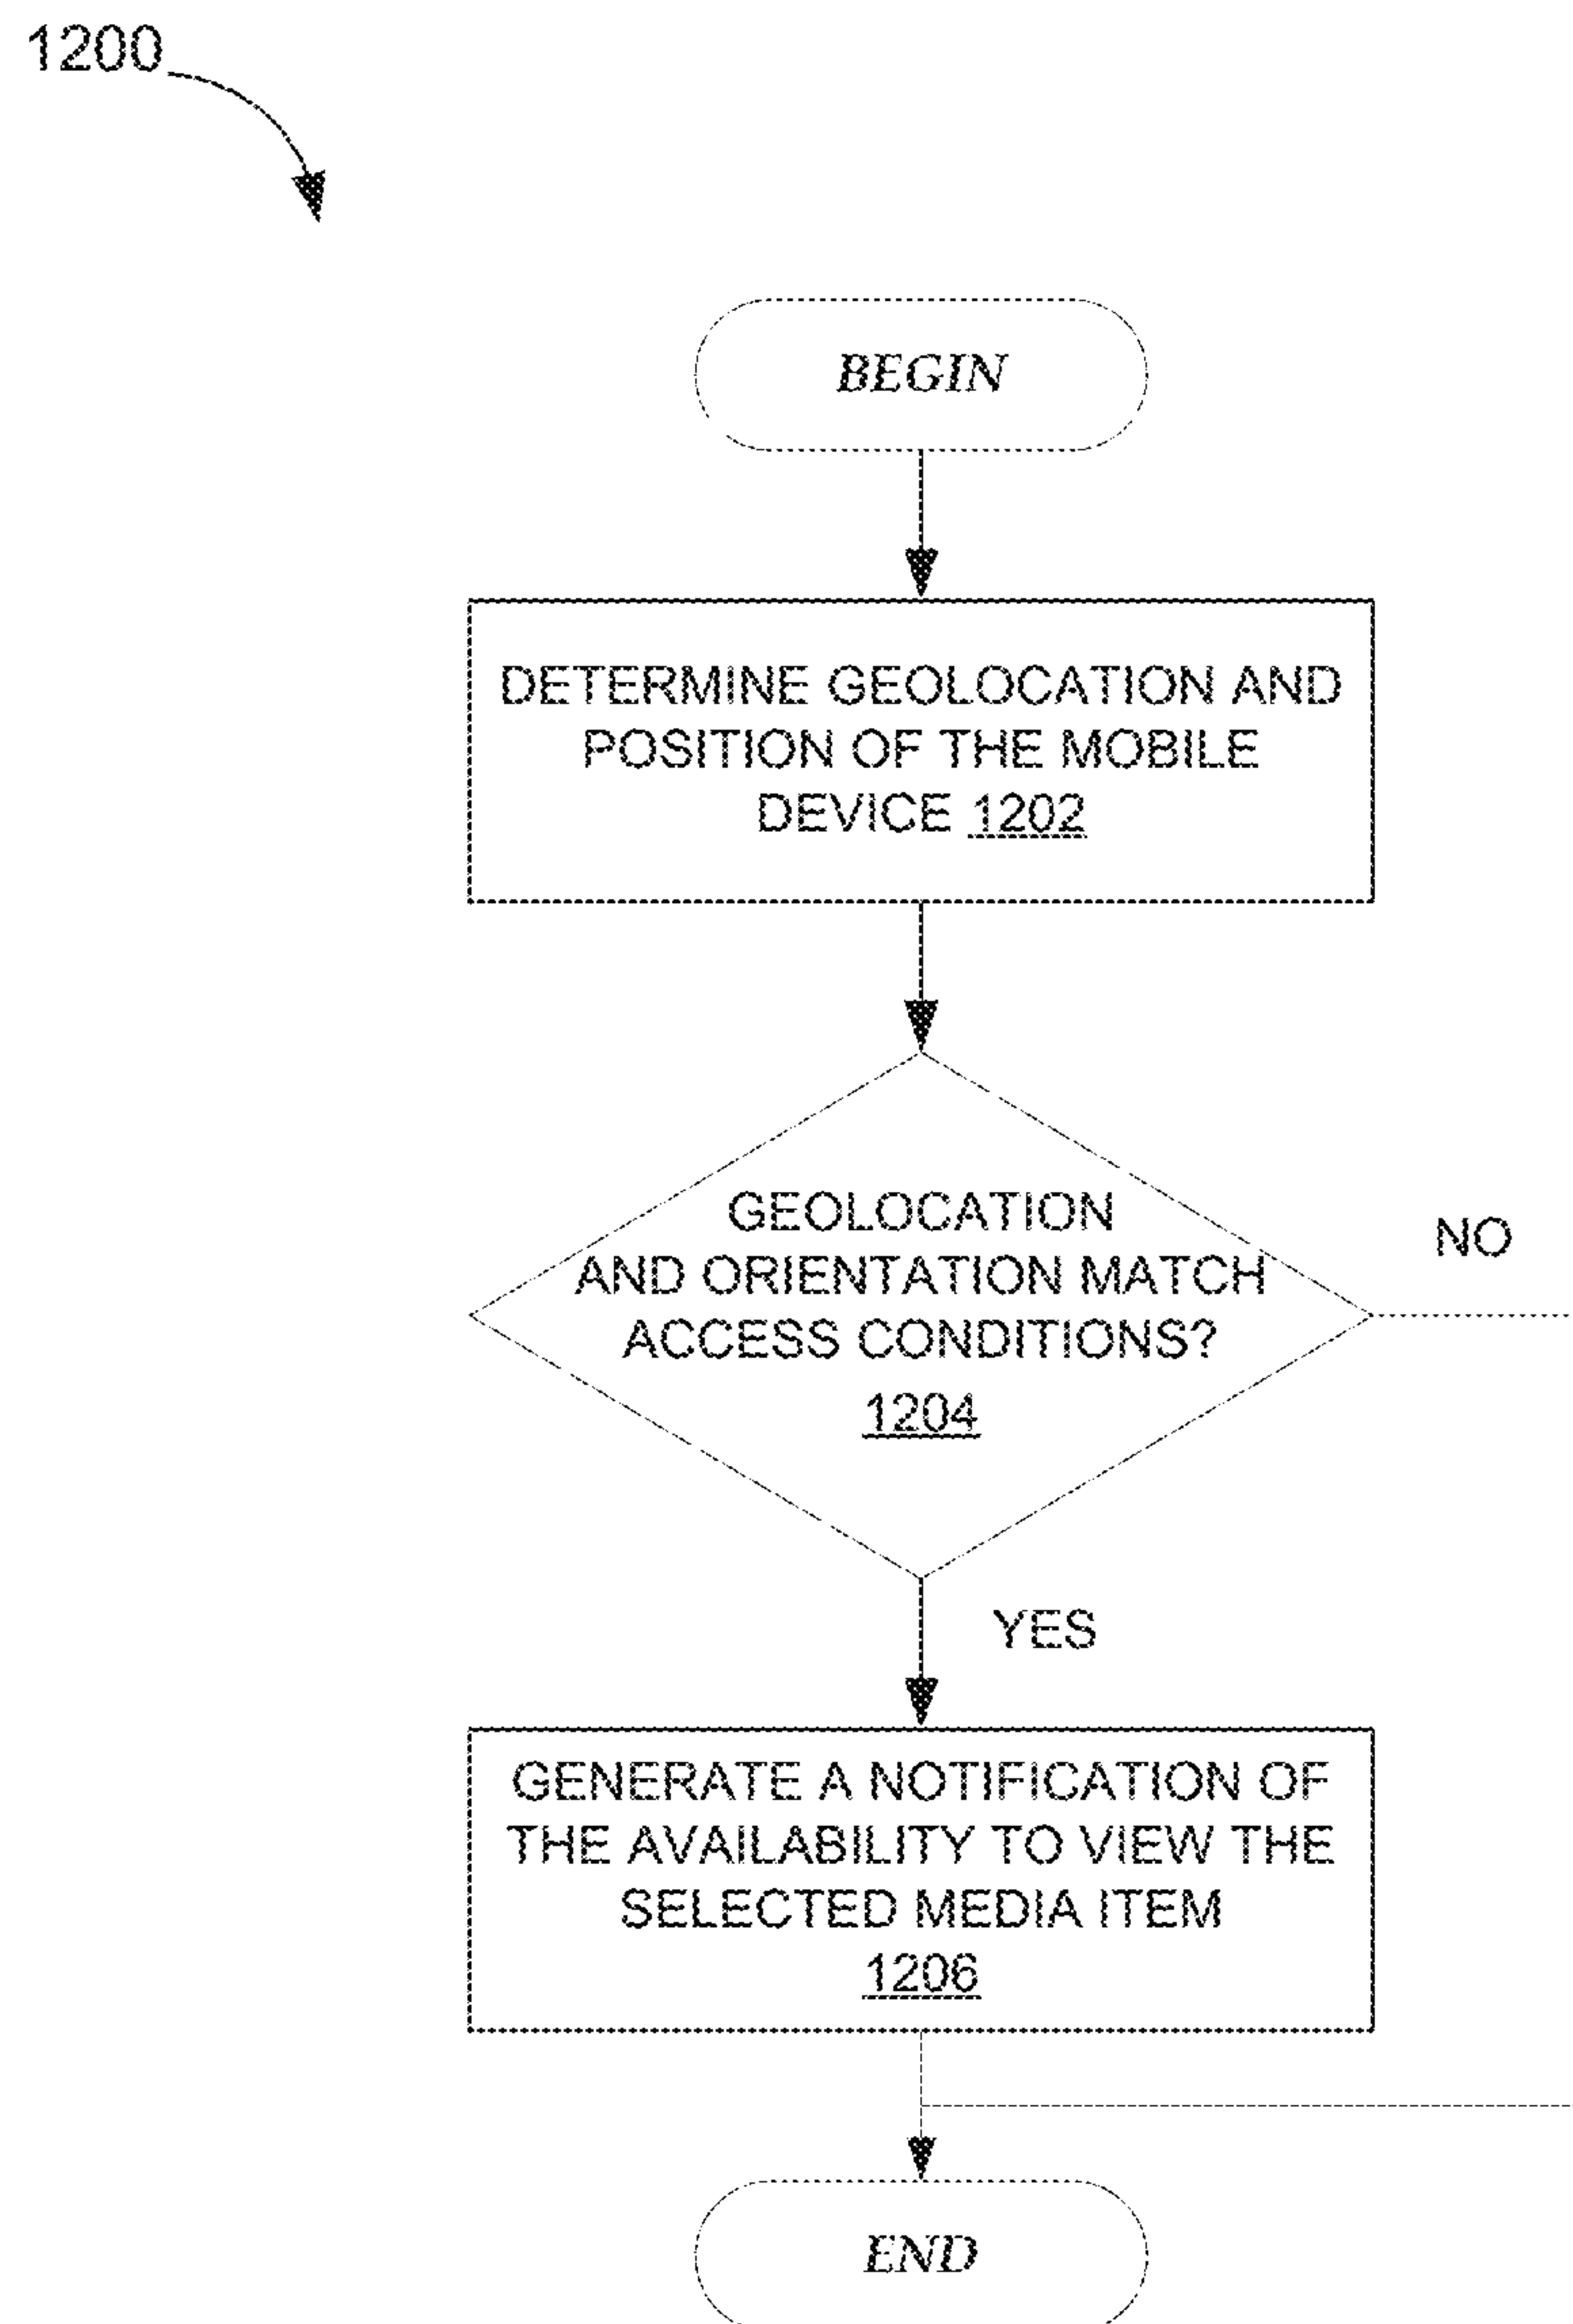 1200
BEGIN
DETERMINE GEOLOCATION AND
POSITION OF THE MOBILE
DEVICE 1202
GEOLOCATION
AND ORIENTATION MATCH
ACCESS CONDITIONS?
1204
NO
YES
GENERATE A NOTIFICATION OF
THE AVAILABILITY TO VIEW THE
SELECTED MEDIA ITEM
1206
END